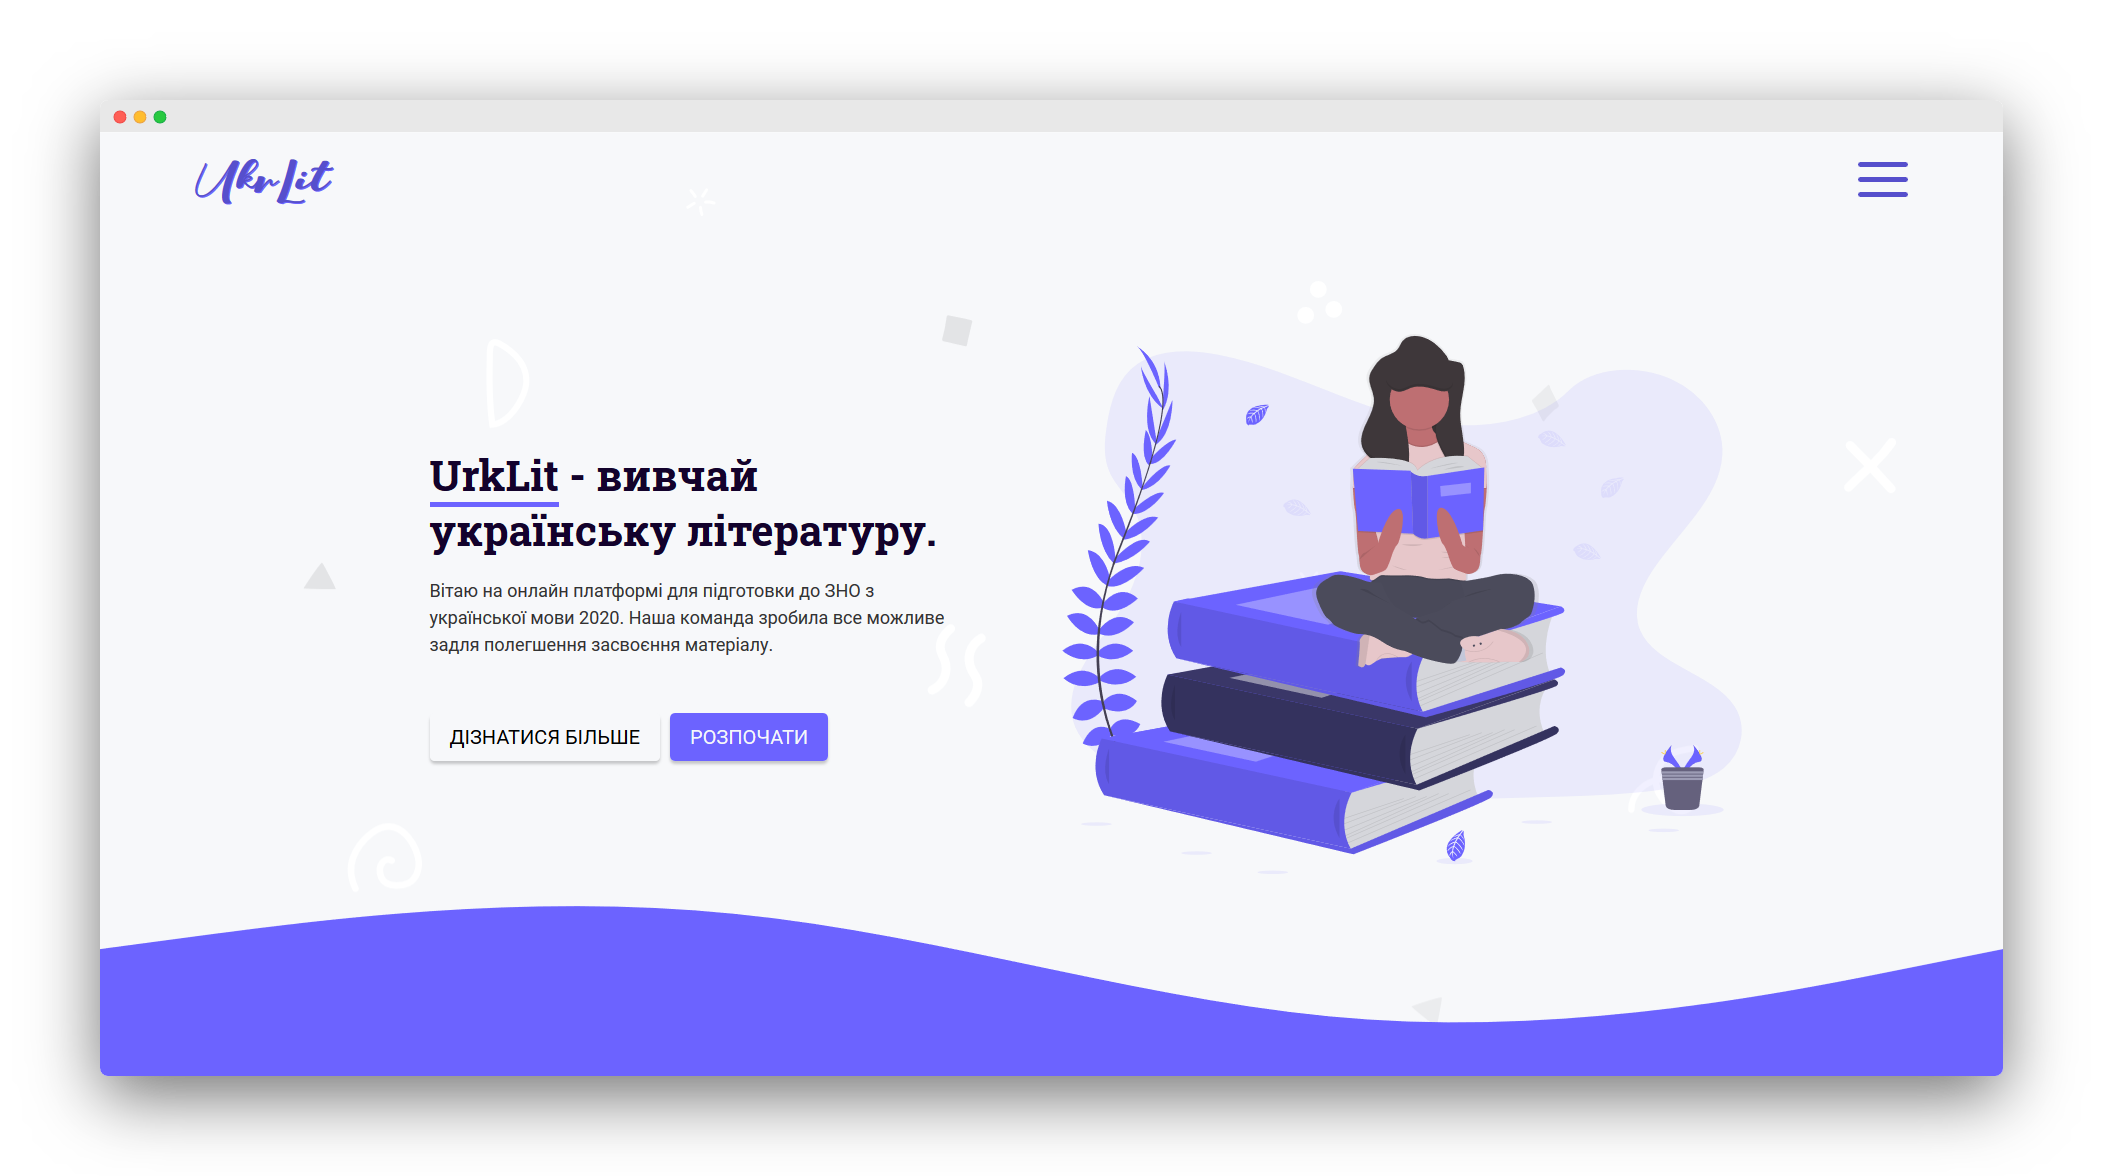 UkrLit
UrkLit - вивчай
українську літературу.
Вітаю на онлайн платформі для підготовки до ЗНО з
української мови 2020. Наша команда зробила все можливе
задля полегшення засвоєння матеріалу.
ДІЗНАТИСЯ БІЛЬШЕ РОЗПОЧАТИ